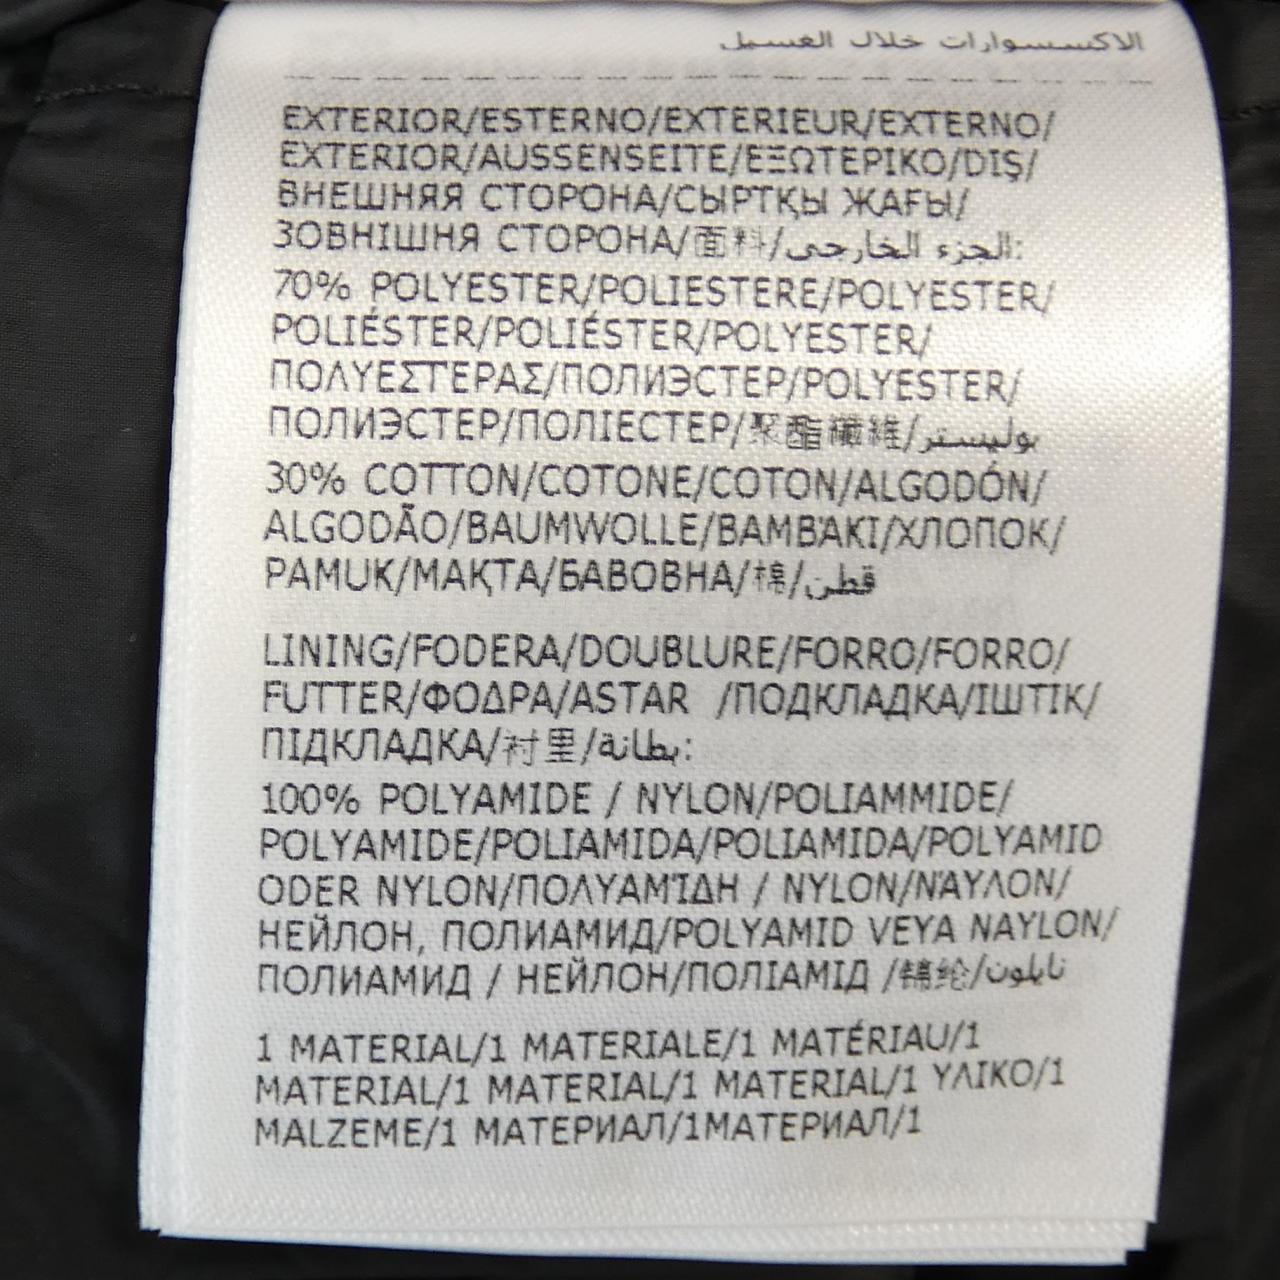 الاكسسوارات خلال الغسيل
EXTERIOR/ESTERNO/EXTERIEUR/EXTERNO/
EXTERIOR/AUSSENSEITE/ΕΞΩΤΕΡΙΚΟ/DIŞ/
ВНЕШНЯЯ СТОРОНА/СЫРТҚЫ ЖАҒЫ/
ЗОВНІШНЯ СТОРОНА/面料/الجزء الخارجى:
70% POLYESTER/POLIESTERE/POLYESTER/
POLIÉSTER/POLIÉSTER/POLYESTER/
ΠΟΛΥΕΣΤΕΡΑΣ/ПОЛИЭСТЕР/POLYESTER/
ПОЛИЭСТЕР/ПОЛІЕСТЕР/聚酯纖維/بوليستر
30% COTTON/COTONE/COTON/ALGODÓN/
ALGODÃO/BAUMWOLLE/ΒΑΜΒΆΚΙ/ХЛОПОК/
PAMUK/МАҚТА/БАВОВНА/棉/قطن
LINING/FODERA/DOUBLURE/FORRO/FORRO/
FUTTER/ΦΟΔΡΑ/ASTAR /ПОДКЛАДКА/ІШТІК/
ПІДКЛАДКА/衬里/بطانة:
100% POLYAMIDE / NYLON/POLIAMMIDE/
POLYAMIDE/POLIAMIDA/POLIAMIDA/POLYAMID
ODER NYLON/ΠΟΛΥΑΜΊΔΗ / NYLON/ΝΆΥΛΟΝ/
НЕЙЛОН, ПОЛИАМИД/POLYAMID VEYA NAYLON/
ПОЛИАМИД / НЕЙЛОН/ПОЛІАМІД /锦纶/نايلون
1 MATERIAL/1 MATERIALE/1 MATÉRIAU/1
MATERIAL/1 MATERIAL/1 MATERIAL/1 ΥΛΙΚΟ/1
MALZEME/1 МАТЕРИАЛ/1МАТЕРИАЛ/1